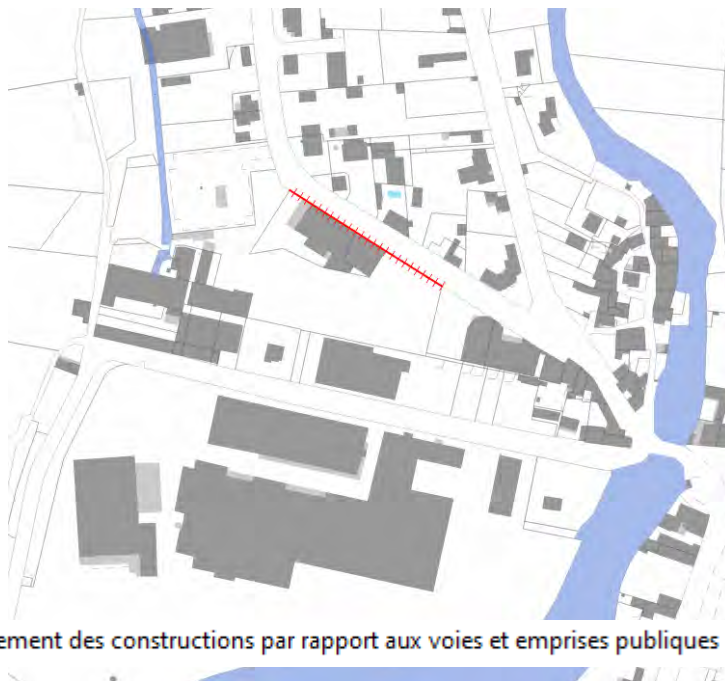 ement des constructions par rapport aux voies et emprises publiques